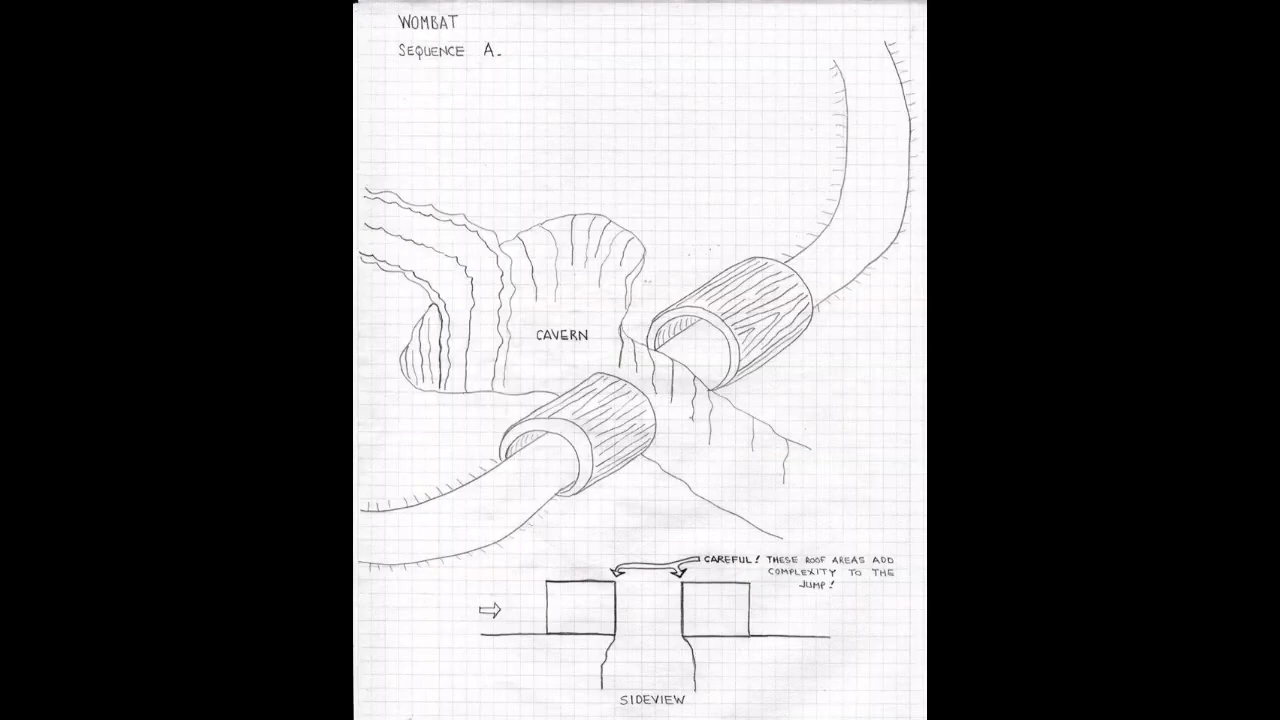 WOMBAT
SEQUENCE A.
CAVERN
CAREFUL! THESE ROOF AREAS ADD
COMPLEXITY TO THE
JUMP!
SIDEVIEW